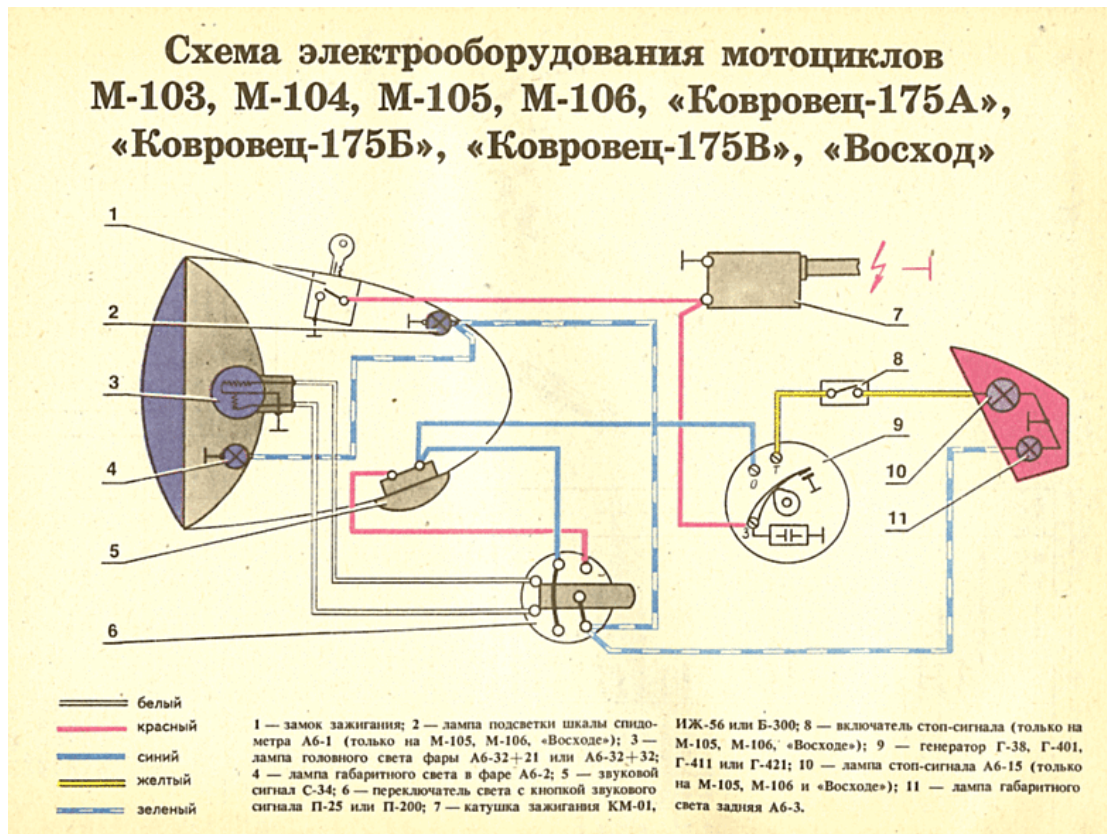 Схема электрооборудования мотоциклов
М-103, М-104, М-105, М-106, «Ковровец-175А»,
«Ковровец-175Б», «Ковровец-175В», «Восход»
1
2
3
4
5
6
7
8
9
10
11
О
Т
З
белый
красный
синий
желтый
зеленый
1 — замок зажигания; 2 — лампа подсветки шкалы спидо-
метра А6-1 (только на М-105, М-106, «Восходе»); 3 —
лампа головного света фары А6-32+21 или А6-32+32;
4 — лампа габаритного света в фаре А6-2; 5 — звуковой
сигнал С-34; 6 — переключатель света с кнопкой звукового
сигнала П-25 или П-200; 7 — катушка зажигания КМ-01,
ИЖ-56 или Б-300; 8 — включатель стоп-сигнала (только на
М-105, М-106, «Восходе»); 9 — генератор Г-38, Г-401,
Г-411 или Г-421; 10 — лампа стоп-сигнала А6-15 (только
на М-105, М-106 и «Восходе»); 11 — лампа габаритного
света задняя А6-3.